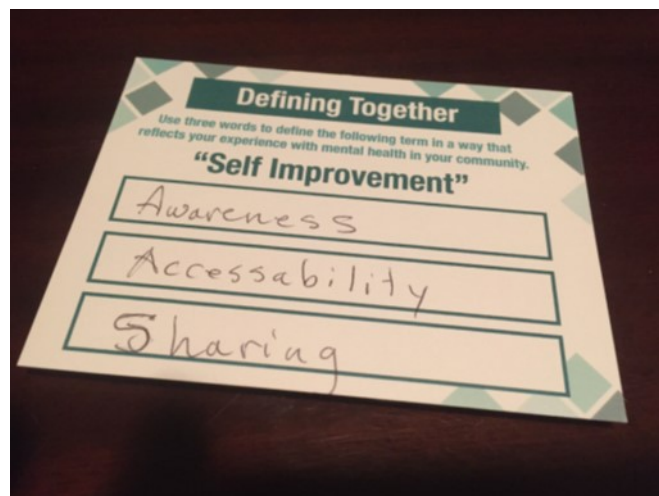 Defining Together
Use three words to define the following term in a way that
reflects your experience with mental health in your community.
“Self Improvement”
Awareness
Accessability
Sharing